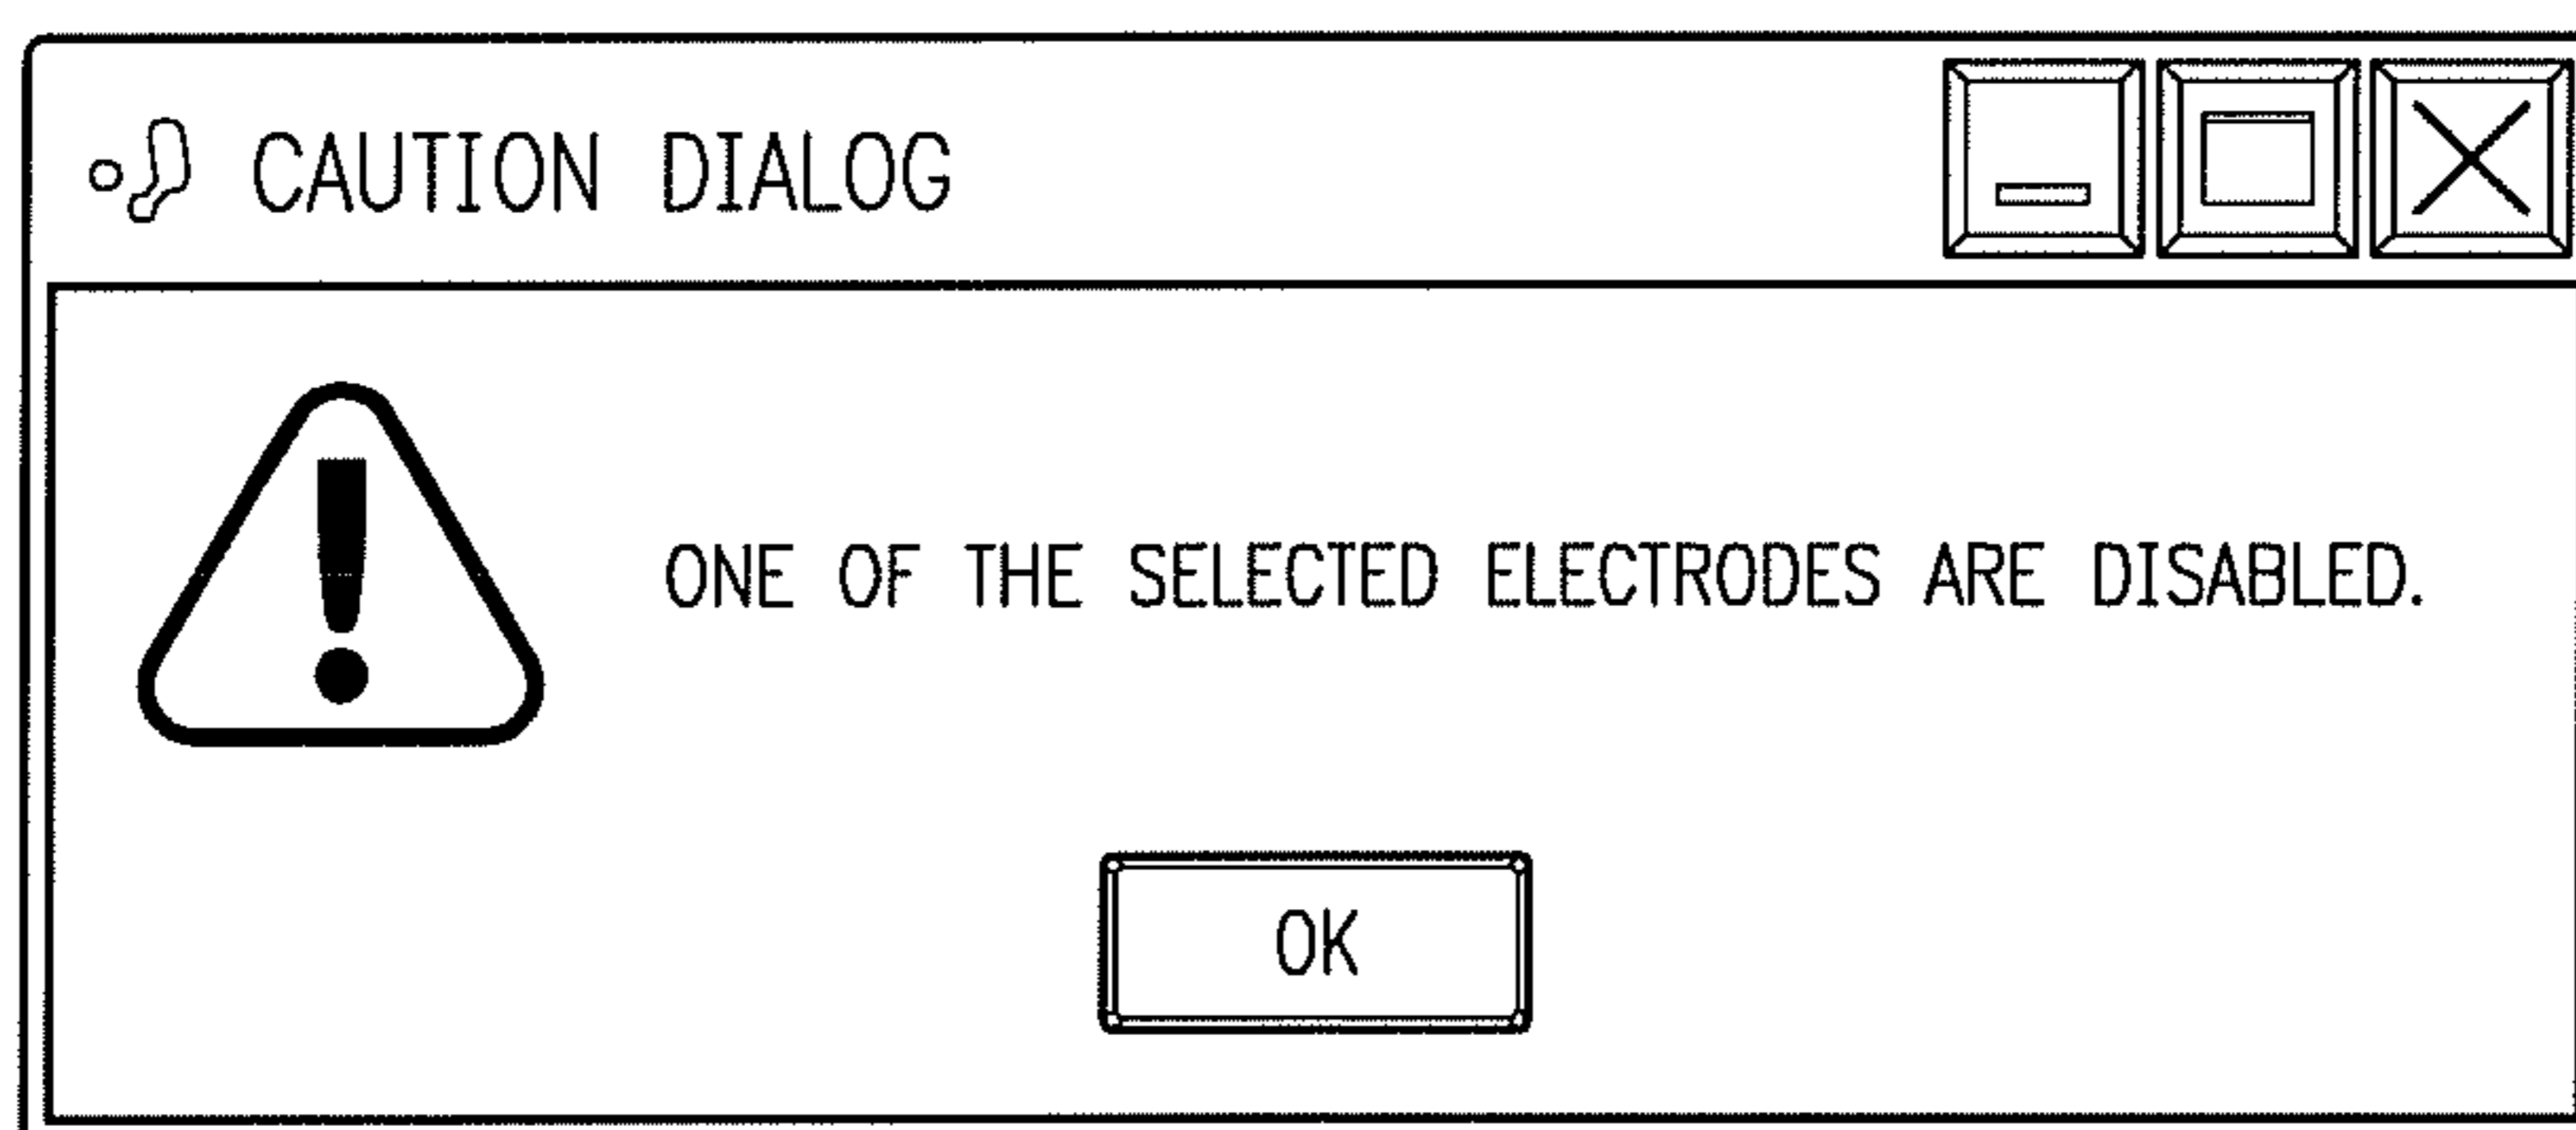 CAUTION DIALOG
ONE OF THE SELECTED ELECTRODES ARE DISABLED.
OK